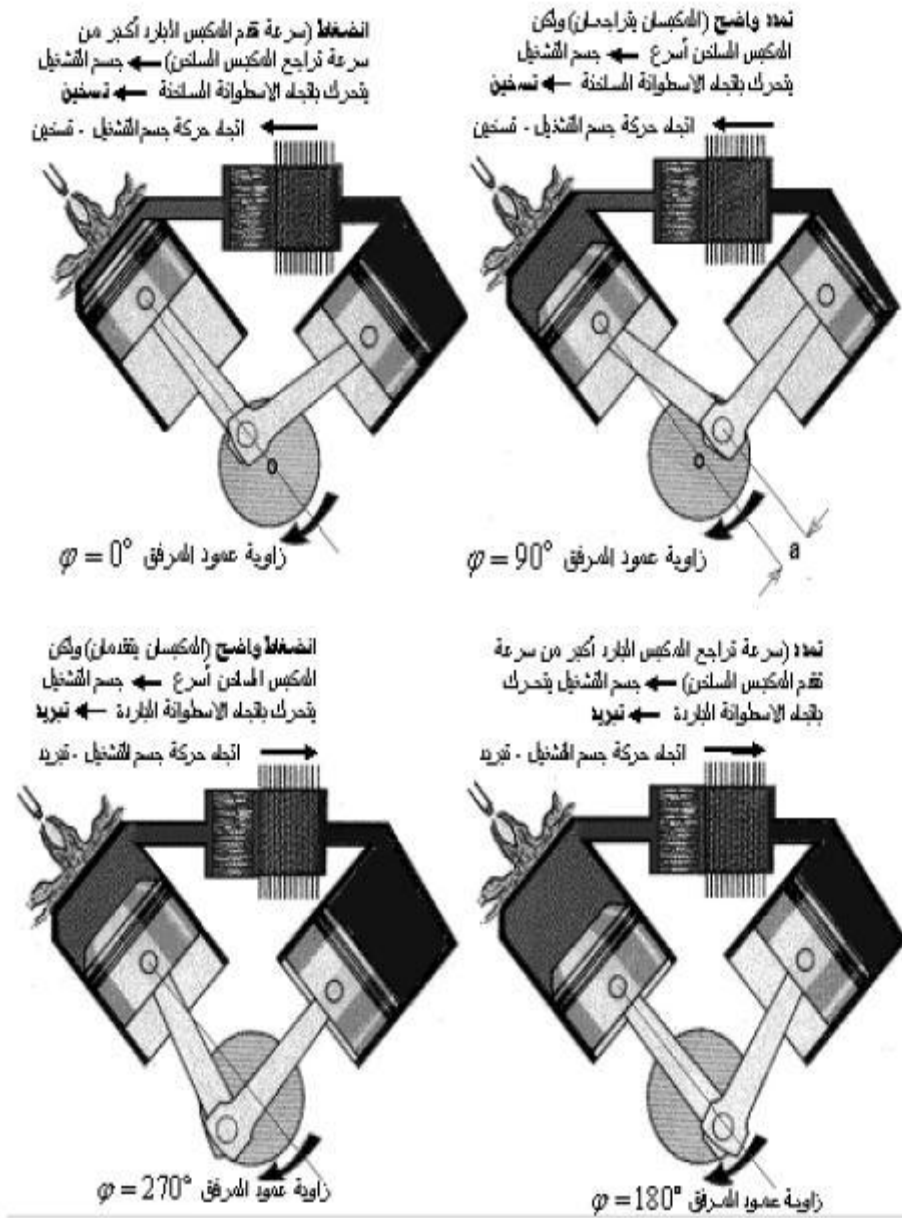 انضغاط (سرعة تقدم المكبس الأبارد أكبر من
سرعة تراجع المكبس الساخن) ← جسم التشغيل
يتحرك باتجاه الاسطوانة الساخنة ← تسخين
اتجاه حركة جسم التشغيل - تسخين
زاوية عمود المرفق φ = 0°
تمدد واضح (المكبسان يتراجعان) ولكن
المكبس الساخن أسرع ← جسم التشغيل
يتحرك باتجاه الاسطوانة الساخنة ← تسخين
اتجاه حركة جسم التشغيل - تسخين
a
زاوية عمود المرفق φ = 90°
انضغاط واضح (المكبسان يتقدمان) ولكن
المكبس الساخن أسرع ← جسم التشغيل
يتحرك باتجاه الاسطوانة الباردة ← تبريد
اتجاه حركة جسم التشغيل - تبريد
زاوية عمود المرفق φ = 270°
تمدد (سرعة تراجع المكبس البارد أكبر من سرعة
تقدم المكبس الساخن) ← جسم التشغيل يتحرك
باتجاه الاسطوانة الباردة ← تبريد
اتجاه حركة جسم التشغيل - تبريد
زاوية عمود المرفق φ = 180°